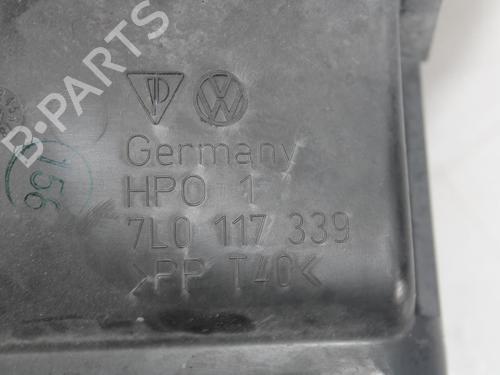 B-PARTS
Germany
HPO 1
7L0 117 339
>PP T40<
156